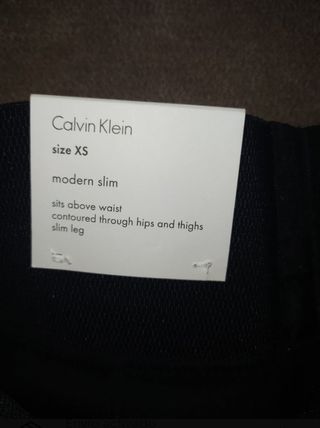 Calvin Klein
size XS
modern slim
sits above waist
contoured through hips and thighs
slim leg